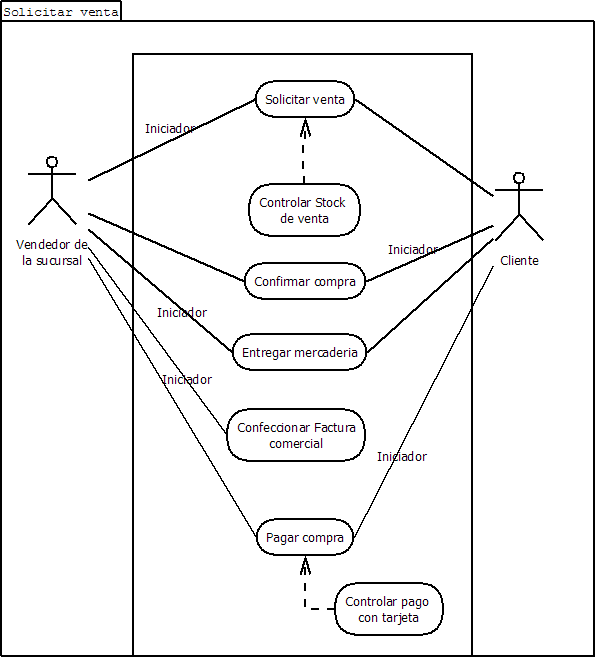 Solicitar venta
Solicitar venta
Iniciador
Controlar Stock
de venta
Vendedor de
la sucursal
Iniciador
Cliente
Confirmar compra
Iniciador
Entregar mercaderia
Iniciador
Confeccionar Factura
comercial
Iniciador
Pagar compra
Controlar pago
con tarjeta